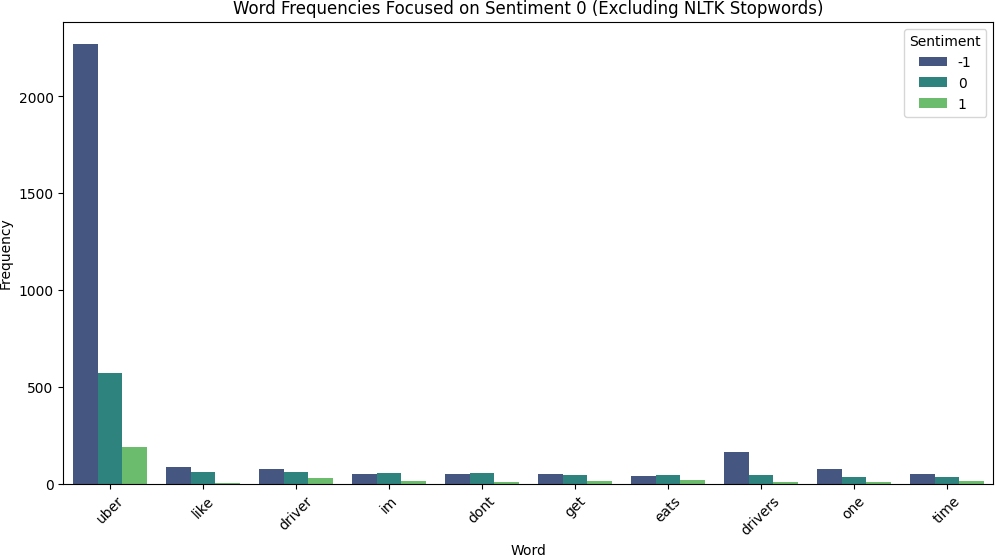 Word Frequencies Focused on Sentiment 0 (Excluding NLTK Stopwords)
Sentiment
-1
0
1
Frequency
2000
1500
1000
500
0
uber
like
driver
im
dont
get
eats
drivers
one
time
Word